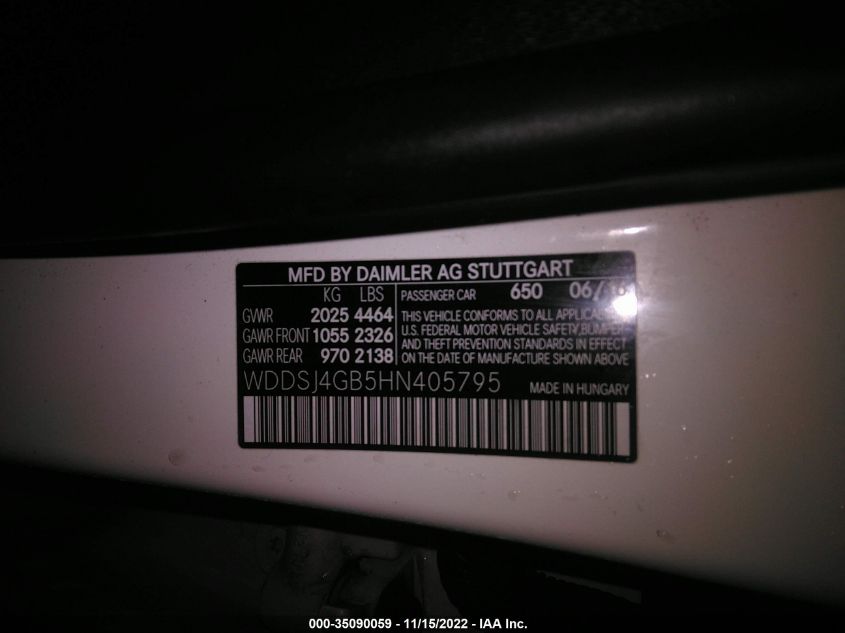 MFD BY DAIMLER AG STUTTGART
KG LBS PASSENGER CAR 650 06/16
GVWR 2025 4464 THIS VEHICLE CONFORMS TO ALL APPLICABLE
GAWR FRONT 1055 2326 U.S. FEDERAL MOTOR VEHICLE SAFETY, BUMPER
GAWR REAR 970 2138 AND THEFT PREVENTION STANDARDS IN EFFECT
ON THE DATE OF MANUFACTURE SHOWN ABOVE
WDDSJ4GB5HN405795 MADE IN HUNGARY
000-35090059 - 11/15/2022 - IAA Inc.